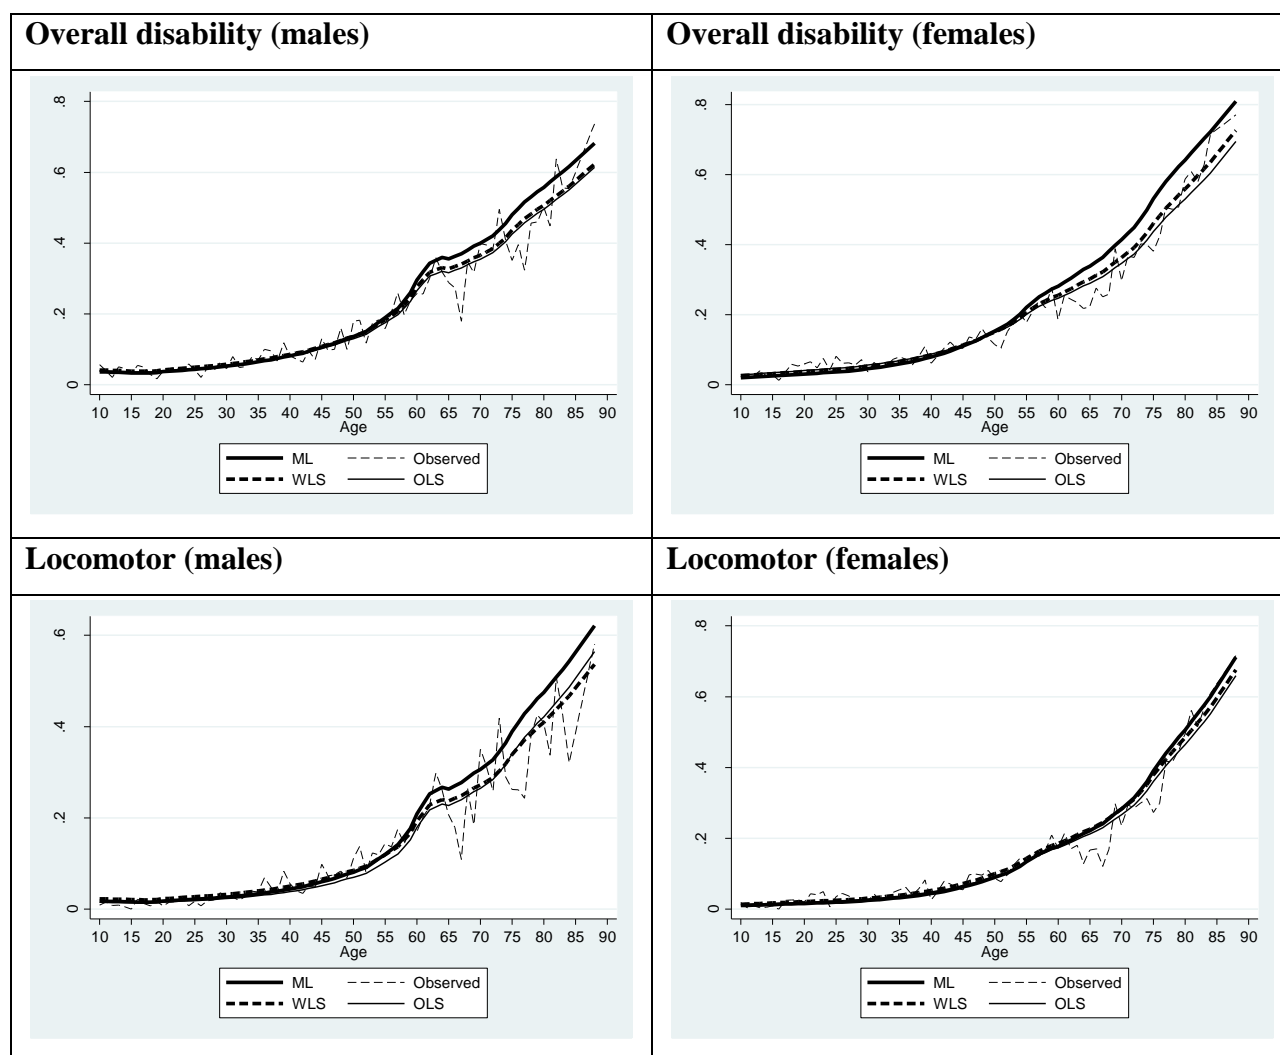 Overall disability (males)
Overall disability (females)
.8
.6
.4
.2
0
10 15 20 25 30 35 40 45 50 55 60 65 70 75 80 85 90
Age
ML Observed
WLS OLS
.8
.6
.4
.2
0
10 15 20 25 30 35 40 45 50 55 60 65 70 75 80 85 90
Age
ML Observed
WLS OLS
Locomotor (males)
Locomotor (females)
.6
.4
.2
0
10 15 20 25 30 35 40 45 50 55 60 65 70 75 80 85 90
Age
ML Observed
WLS OLS
.8
.6
.4
.2
0
10 15 20 25 30 35 40 45 50 55 60 65 70 75 80 85 90
Age
ML Observed
WLS OLS